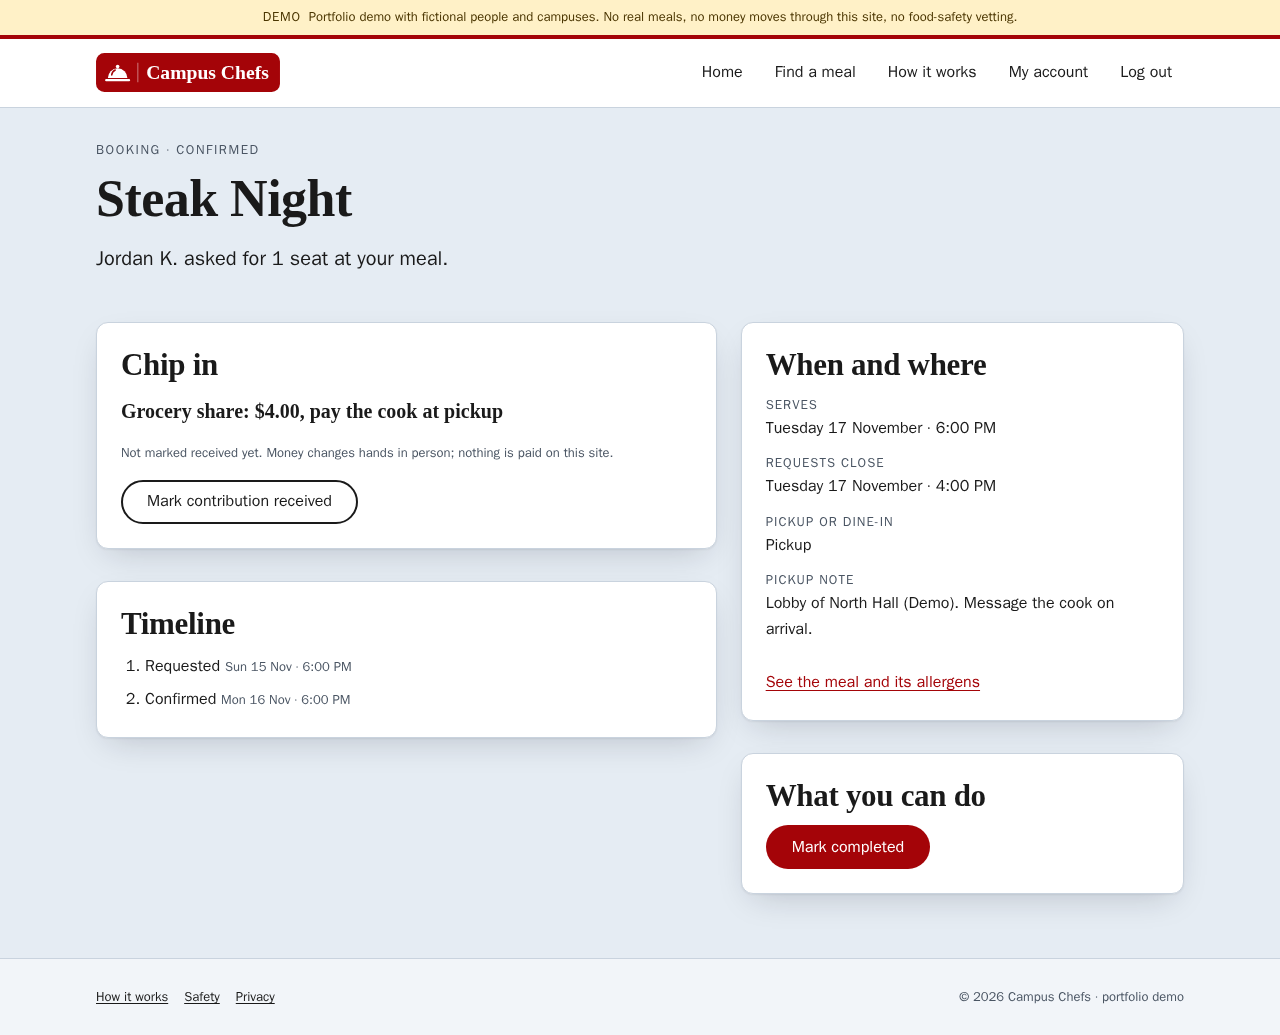 DEMO Portfolio demo with fictional people and campuses. No real meals, no money moves through this site, no food-safety vetting.
Campus Chefs
Home
Find a meal
How it works
My account
Log out
BOOKING · CONFIRMED
Steak Night
Jordan K. asked for 1 seat at your meal.
Chip in
Grocery share: $4.00, pay the cook at pickup
Not marked received yet. Money changes hands in person; nothing is paid on this site.
Mark contribution received
Timeline
1. Requested Sun 15 Nov · 6:00 PM
2. Confirmed Mon 16 Nov · 6:00 PM
When and where
SERVES
Tuesday 17 November · 6:00 PM
REQUESTS CLOSE
Tuesday 17 November · 4:00 PM
PICKUP OR DINE-IN
Pickup
PICKUP NOTE
Lobby of North Hall (Demo). Message the cook on
arrival.
See the meal and its allergens
What you can do
Mark completed
How it works
Safety
Privacy
© 2026 Campus Chefs · portfolio demo